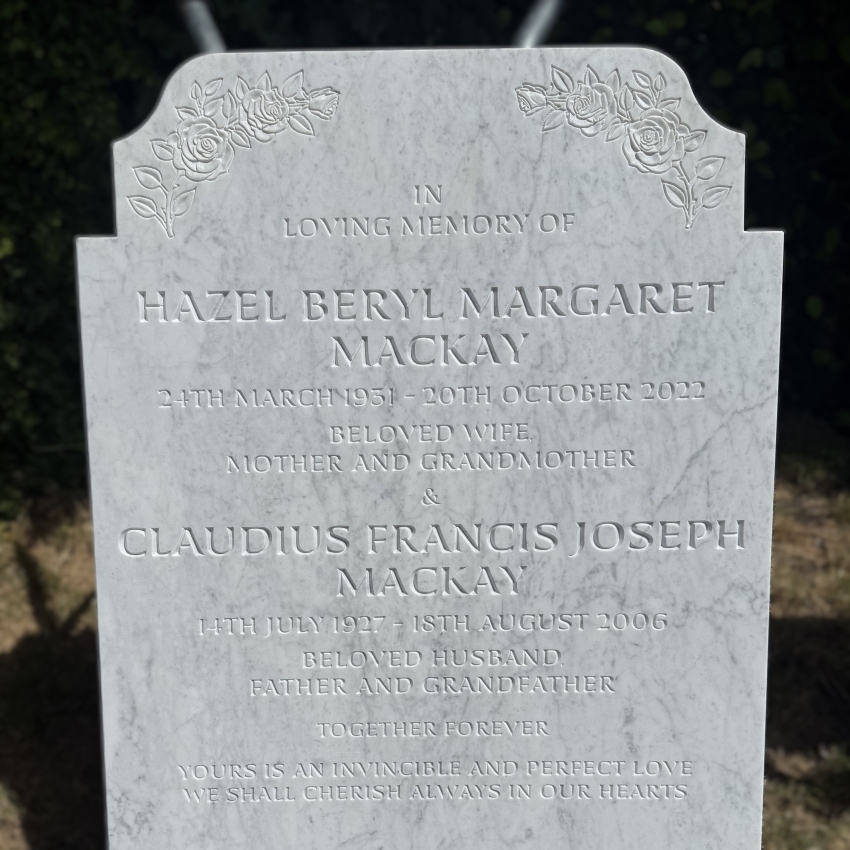 IN
LOVING MEMORY OF
HAZEL BERYL MARGARET
MACKAY
24TH MARCH 1931 - 20TH OCTOBER 2022
BELOVED WIFE,
MOTHER AND GRANDMOTHER
&
CLAUDIUS FRANCIS JOSEPH
MACKAY
14TH JULY 1927 - 18TH AUGUST 2006
BELOVED HUSBAND,
FATHER AND GRANDFATHER
TOGETHER FOREVER
YOURS IS AN INVINCIBLE AND PERFECT LOVE
WE SHALL CHERISH ALWAYS IN OUR HEARTS